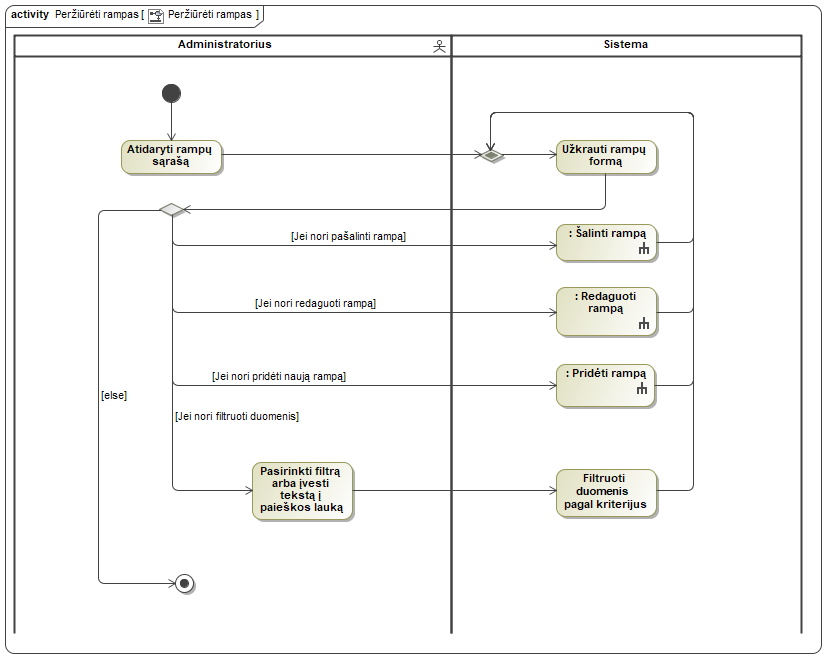 activity Peržiūrėti rampas [ Peržiūrėti rampas ]
Administratorius
Sistema
Atidaryti rampų
sąrašą
Užkrauti rampų
formą
[Jei nori pašalinti rampą]
: Šalinti rampą
[Jei nori redaguoti rampą]
: Redaguoti
rampą
[Jei nori pridėti naują rampą]
: Pridėti rampą
[else]
[Jei nori filtruoti duomenis]
Pasirinkti filtrą
arba įvesti
tekstą į
paieškos lauką
Filtruoti
duomenis
pagal kriterijus